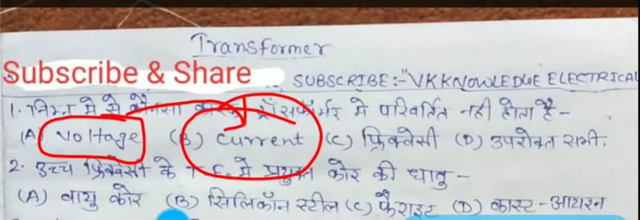 Transformer
Subscribe & Share
SUBSCRIBE:-"VKKNOWLEDGE ELECTRICAL
1. निम्न में से कौनसा कारक ट्रांसफॉर्मर मे परिवर्तित नही होता है-
(A) Voltage (B) Current (C) फ्रिक्वेंसी (D) उपरोक्त सभी.
2. उच्च फ्रिक्वेंसी के T.F. में प्रयुक्त कोर की धातु -
(A) वायु कोर (B) सिलिकॉन स्टील (C) फैराइट (D) कास्ट-आयरन